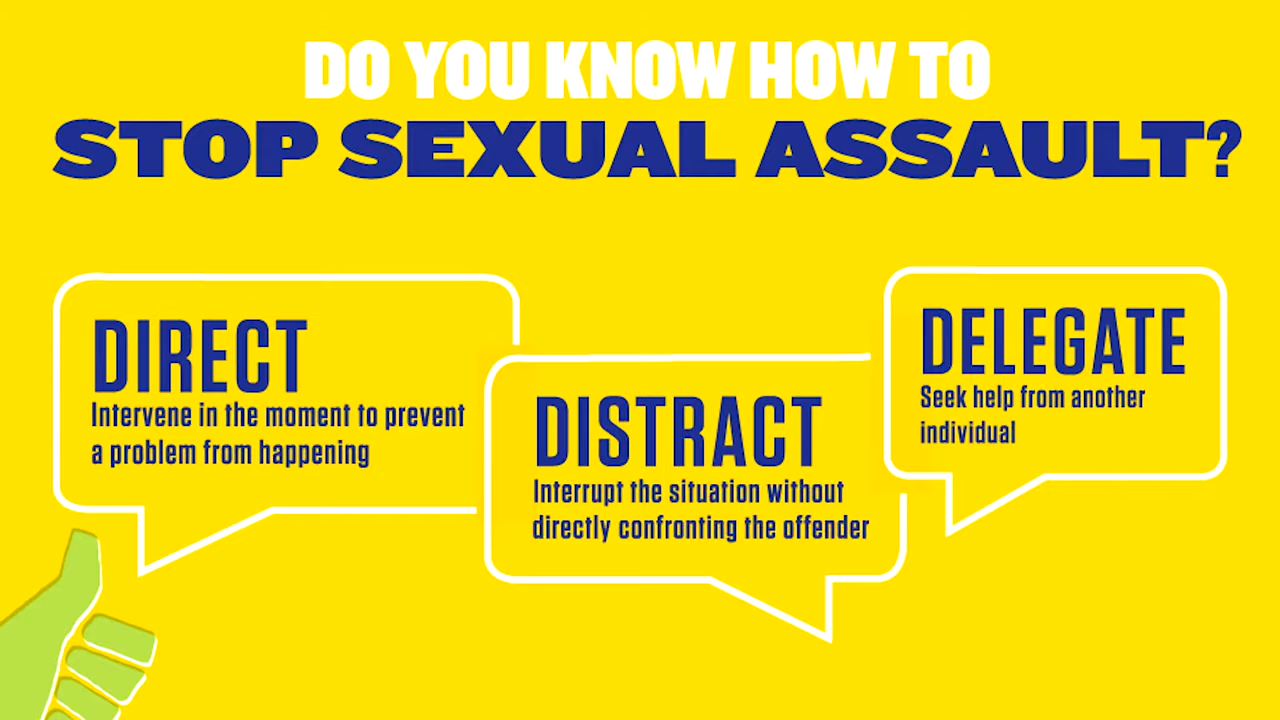 DO YOU KNOW HOW TO
STOP SEXUAL ASSAULT?
DIRECT
Intervene in the moment to prevent
a problem from happening
DISTRACT
Interrupt the situation without
directly confronting the offender
DELEGATE
Seek help from another
individual